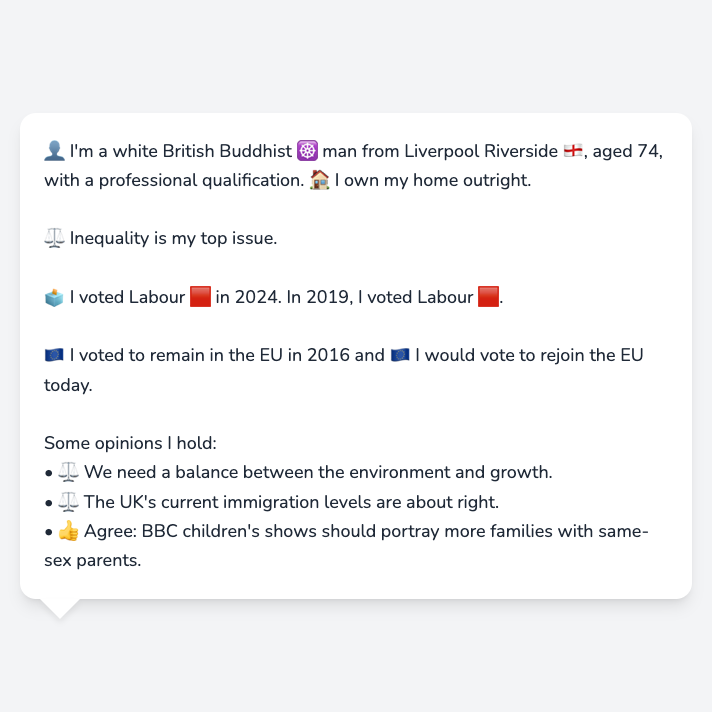 👤 I'm a white British Buddhist ☸️ man from Liverpool Riverside 🏴󠁧󠁢󠁥󠁮󠁧󠁿, aged 74,
with a professional qualification. 🏠 I own my home outright.
⚖️ Inequality is my top issue.
🗳️ I voted Labour 🟥 in 2024. In 2019, I voted Labour 🟥.
🇪🇺 I voted to remain in the EU in 2016 and 🇪🇺 I would vote to rejoin the EU
today.
Some opinions I hold:
• ⚖️ We need a balance between the environment and growth.
• ⚖️ The UK's current immigration levels are about right.
• 👍 Agree: BBC children's shows should portray more families with same-
sex parents.